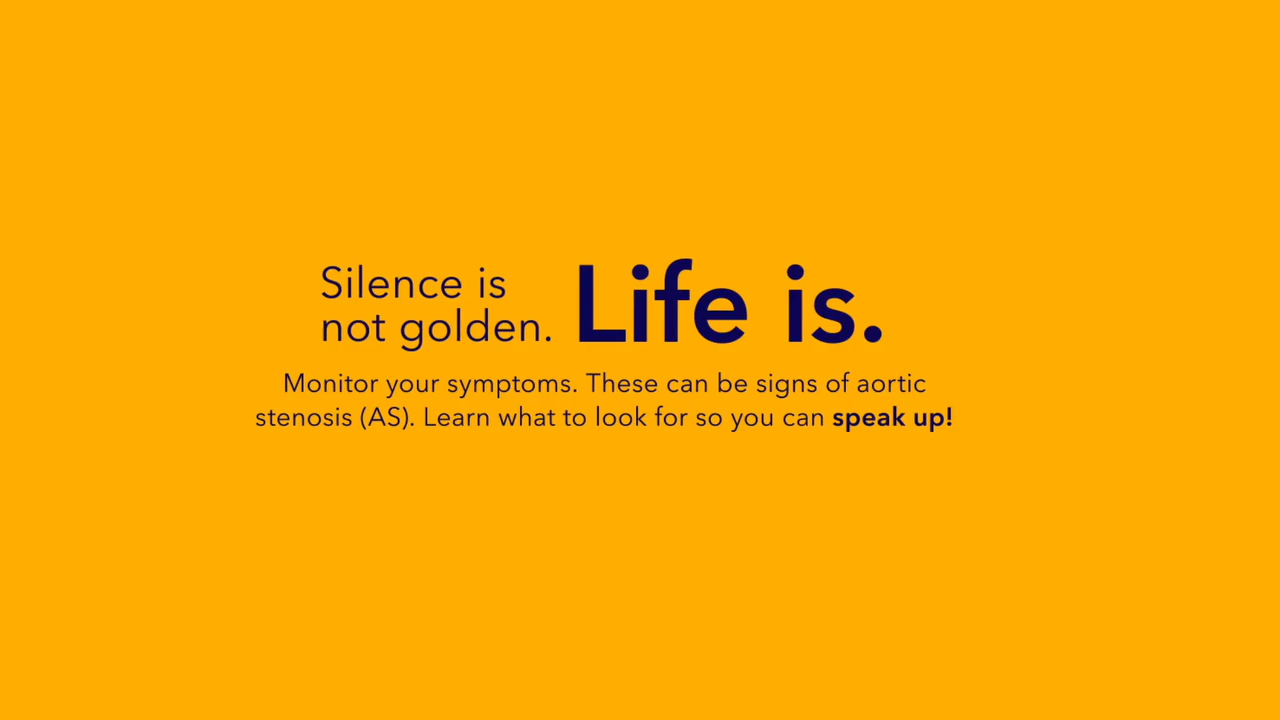 Silence is
not golden. Life is.
Monitor your symptoms. These can be signs of aortic
stenosis (AS). Learn what to look for so you can speak up!